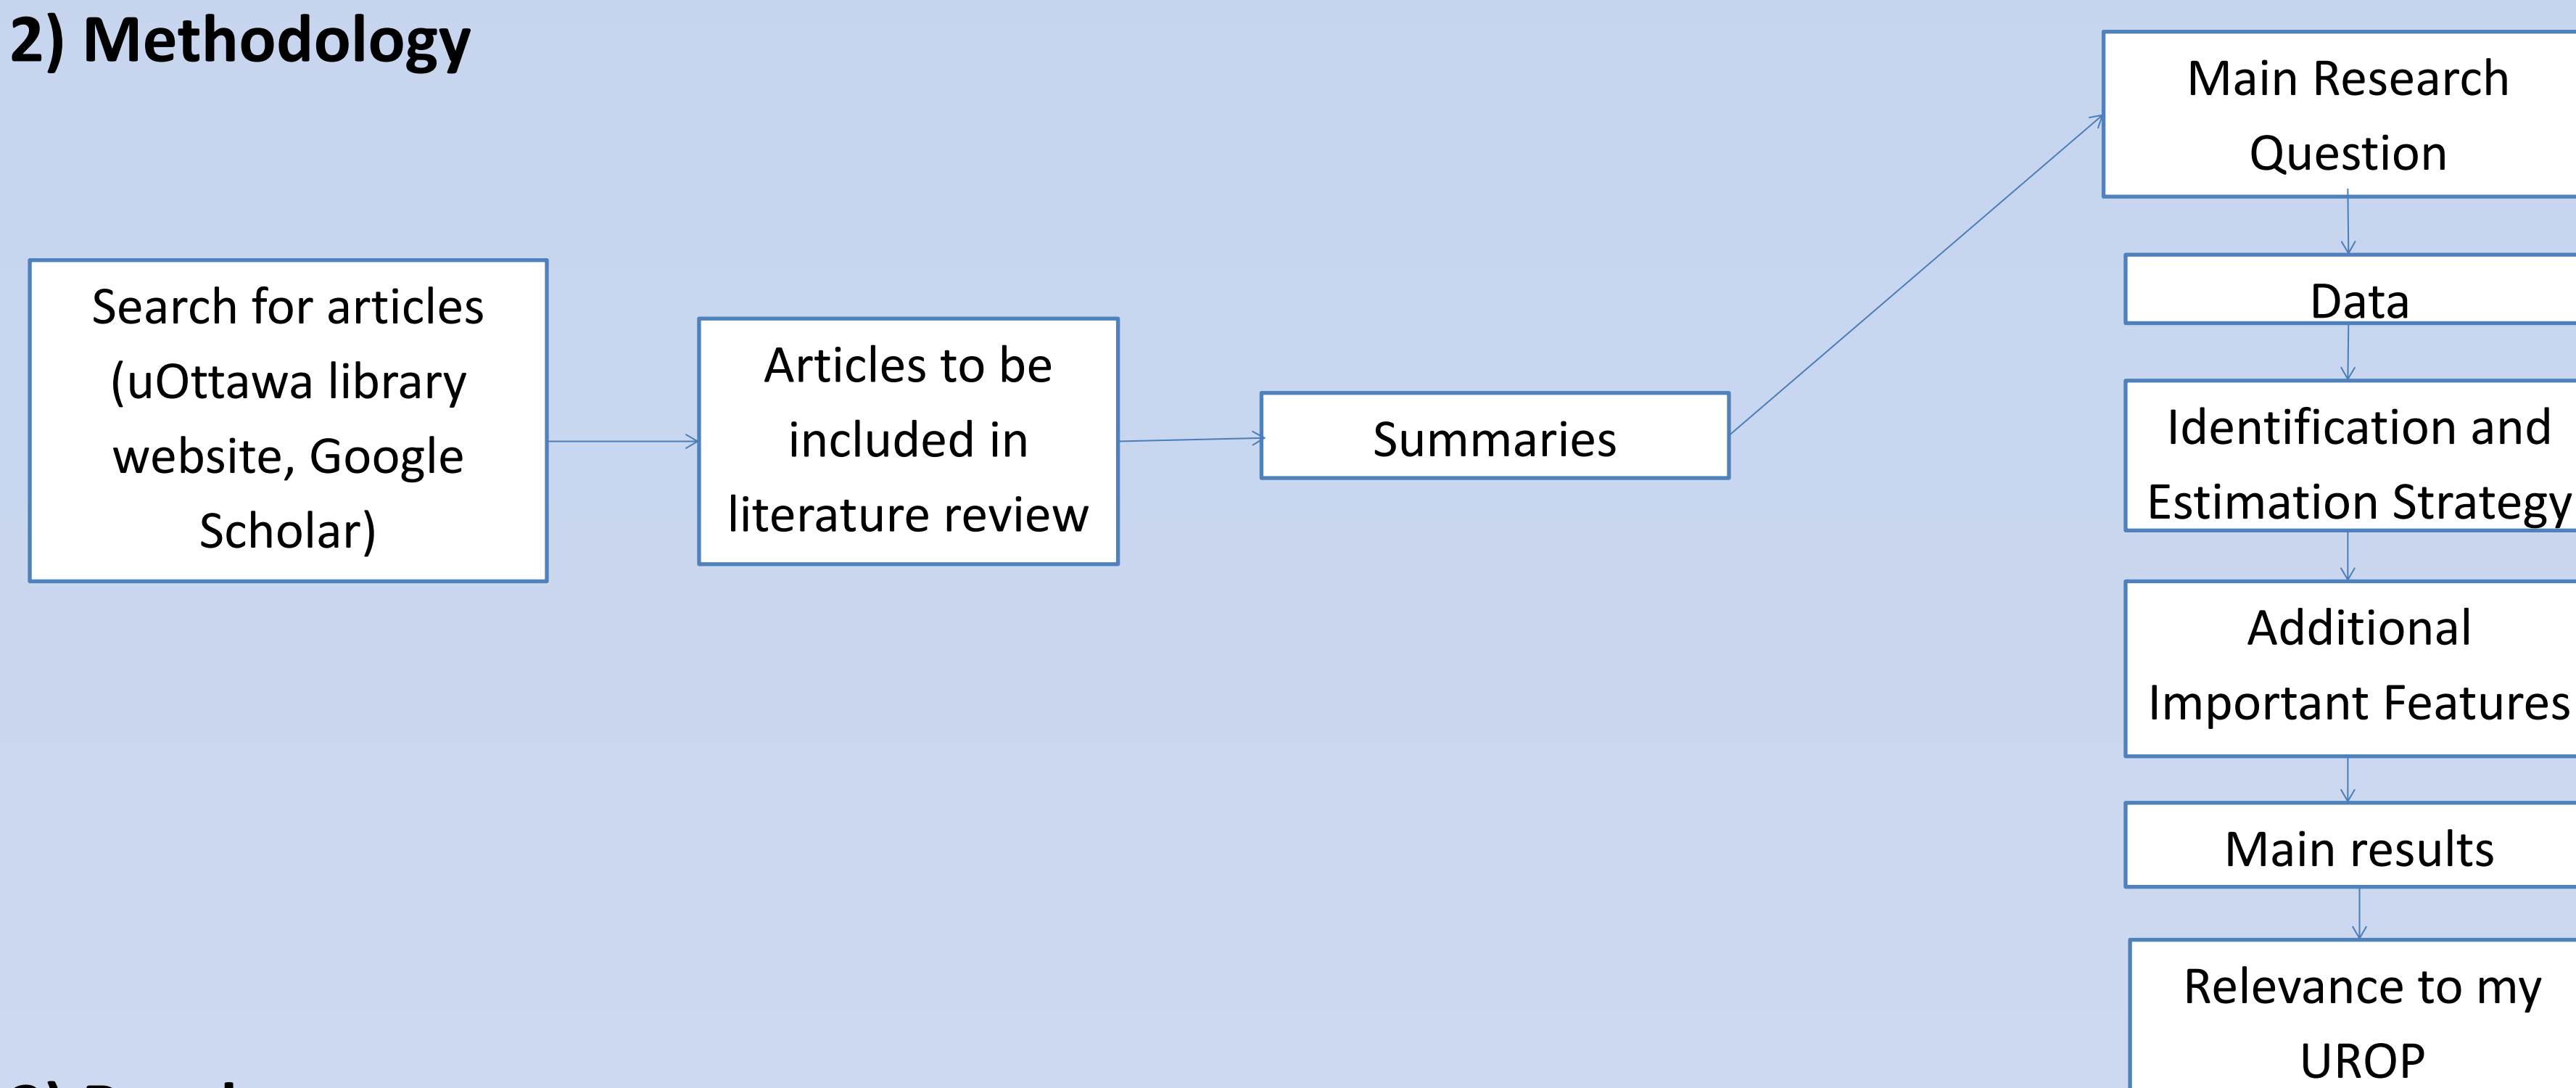 2) Methodology
Search for articles
(uOttawa library
website, Google
Scholar)
Articles to be
included in
literature review
Summaries
Main Research
Question
Data
Identification and
Estimation Strategy
Additional
Important Features
Main results
Relevance to my
UROP